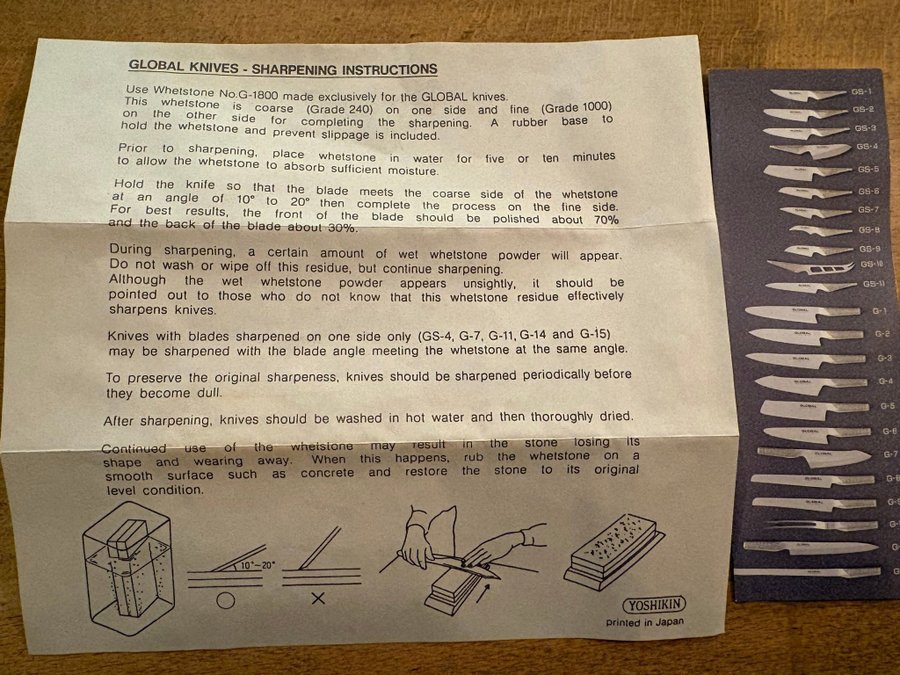 GLOBAL KNIVES - SHARPENING INSTRUCTIONS
Use Whetstone No.G-1800 made exclusively for the GLOBAL knives.
This whetstone is coarse (Grade 240) on one side and fine (Grade 1000)
on the other side for completing the sharpening. A rubber base to
hold the whetstone and prevent slippage is included.
Prior to sharpening, place whetstone in water for five or ten minutes
to allow the whetstone to absorb sufficient moisture.
Hold the knife so that the blade meets the coarse side of the whetstone
at an angle of 10° to 20° then complete the process on the fine side.
For best results, the front of the blade should be polished about 70%
and the back of the blade about 30%.
During sharpening, a certain amount of wet whetstone powder will appear.
Do not wash or wipe off this residue, but continue sharpening.
Although the wet whetstone powder appears unsightly, it should be
pointed out to those who do not know that this whetstone residue effectively
sharpens knives.
Knives with blades sharpened on one side only (GS-4, G-7, G-11, G-14 and G-15)
may be sharpened with the blade angle meeting the whetstone at the same angle.
To preserve the original sharpeness, knives should be sharpened periodically before
they become dull.
After sharpening, knives should be washed in hot water and then thoroughly dried.
Continued use of the whetstone may result in the stone losing its
shape and wearing away. When this happens, rub the whetstone on a
smooth surface such as concrete and restore the stone to its original
level condition.
10°~20°
YOSHIKIN
printed in Japan
GS-1
GS-2
GS-3
GS-4
GS-5
GS-6
GS-7
GS-8
GS-9
GS-10
GS-11
G-1
G-2
G-3
G-4
G-5
G-6
G-7
G-8